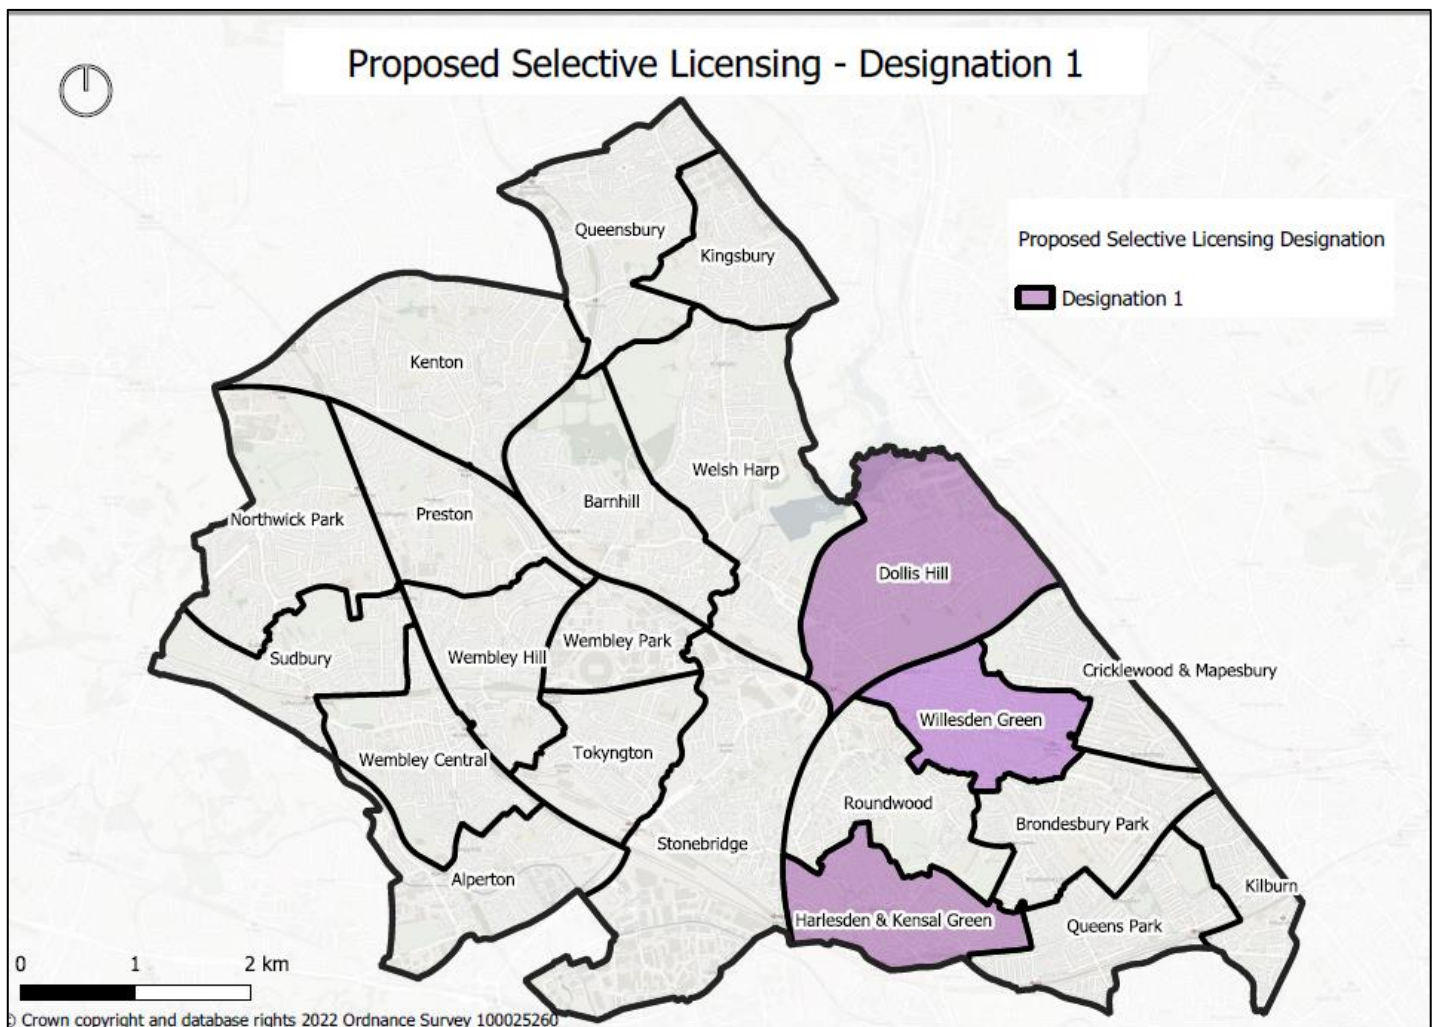 Proposed Selective Licensing - Designation 1
Queensbury
Kingsbury
Proposed Selective Licensing Designation
Designation 1
Kenton
Welsh Harp
Barnhill
Preston
Northwick Park
Dollis Hill
Wembley Park
Wembley Hill
Sudbury
Cricklewood & Mapesbury
Willesden Green
Tokyngton
Wembley Central
Roundwood
Brondesbury Park
Stonebridge
Alperton
Kilburn
Harlesden & Kensal Green
Queens Park
0 1 2 km
© Crown copyright and database rights 2022 Ordnance Survey 100025260